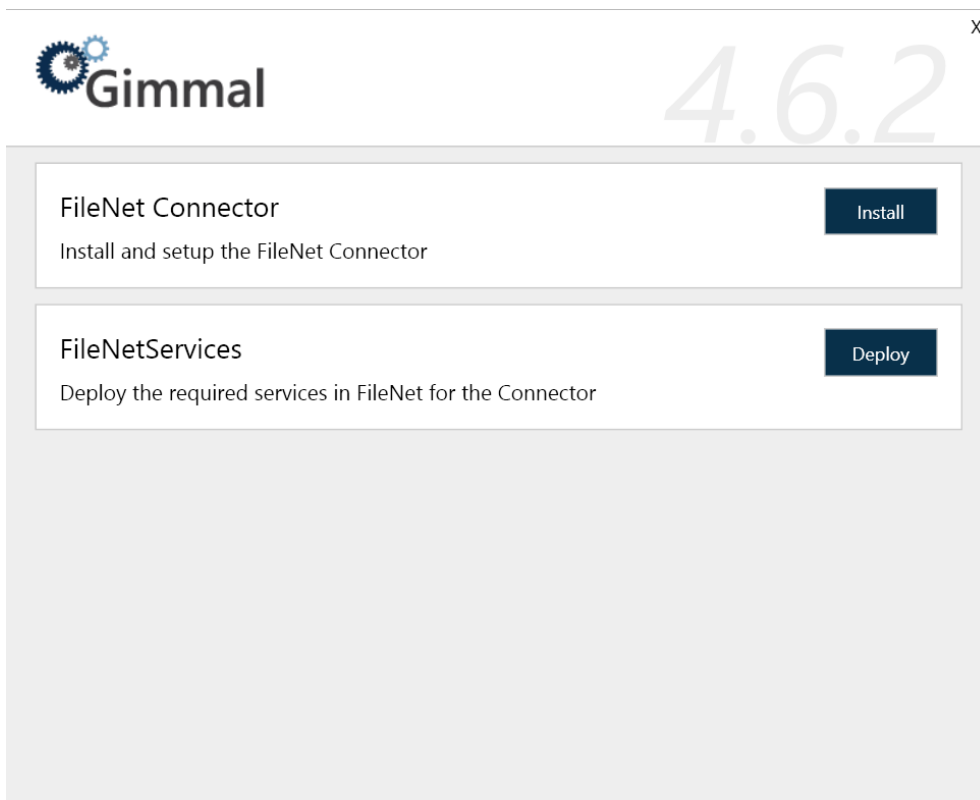 X
Gimmal
4.6.2
FileNet Connector
Install
Install and setup the FileNet Connector
FileNetServices
Deploy
Deploy the required services in FileNet for the Connector